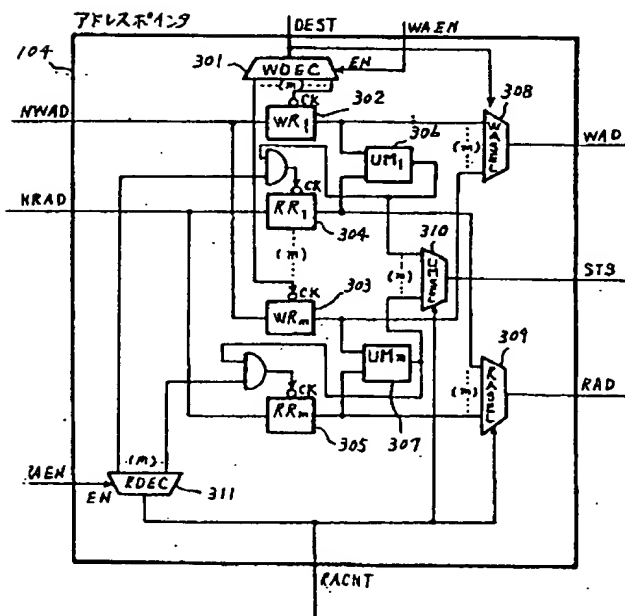 アドレスポインタ
DEST
WAEN
104
301
WDEC
EN
(m)
CK
302
308
NWAD
WR1
306
WASEL
WAD
UM1
(m)
CK
NRAD
RR1
304
310
(m)
UMSEL
STS
CK
303
(m)
WRm
309
UMm
RASEL
RAD
(m)
CK
RRm
305
307
(m)
RAEN
EN
RDEC
311
RACNT